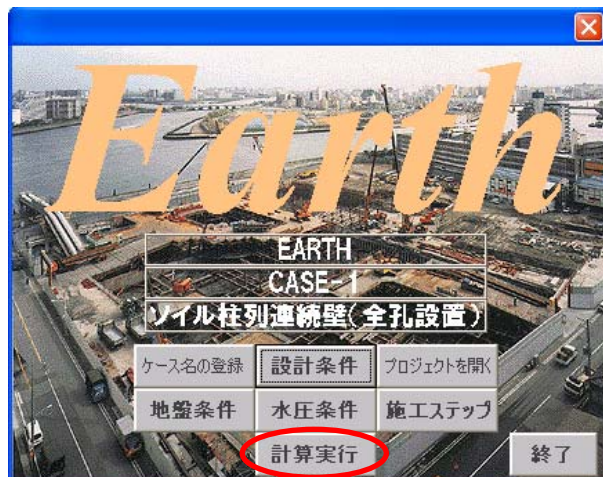 Earth
EARTH
CASE-1
ソイル柱列連続壁(全孔設置)
ケース名の登録 設計条件 プロジェクトを開く
地盤条件 水圧条件 施工ステップ
計算実行 終了